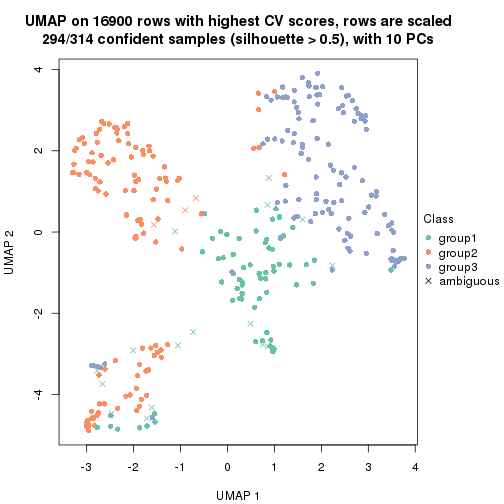 UMAP on 16900 rows with highest CV scores, rows are scaled
294/314 confident samples (silhouette > 0.5), with 10 PCs
4
2
0
-2
-4
UMAP 2
-3 -2 -1 0 1 2 3 4
UMAP 1
Class
group1
group2
group3
ambiguous